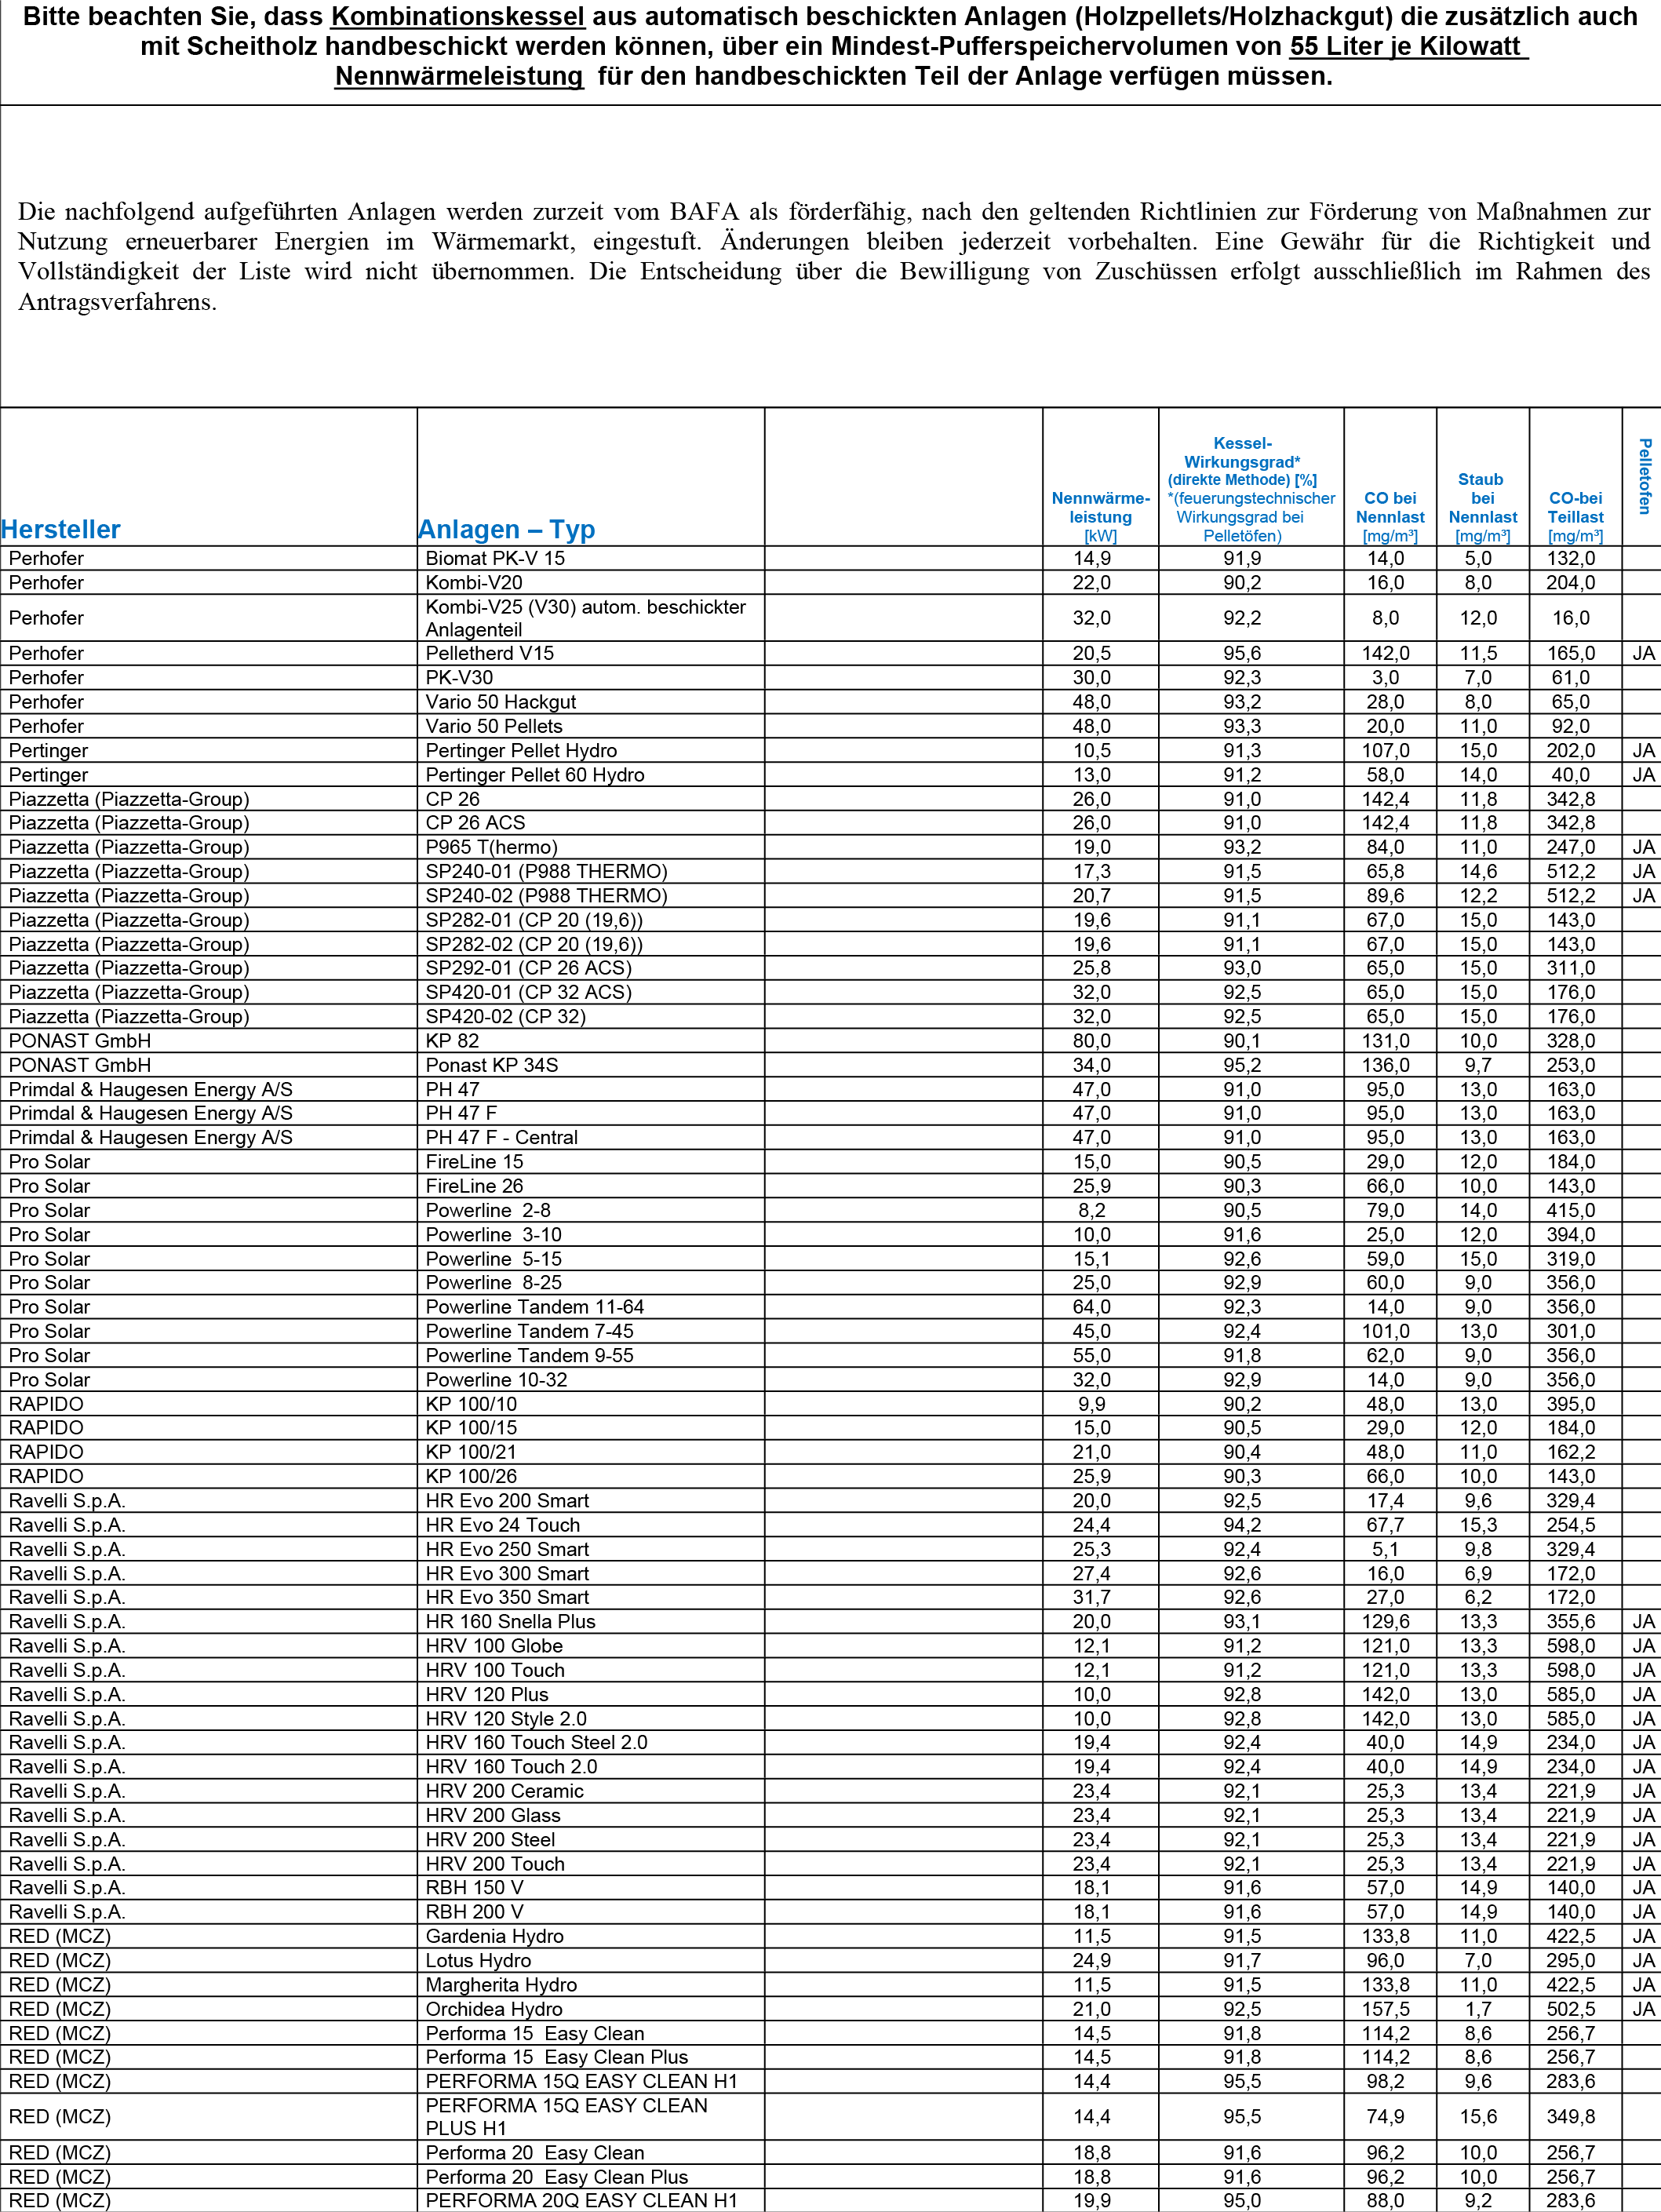 Bitte beachten Sie, dass Kombinationskessel aus automatisch beschickten Anlagen (Holzpellets/Holzhackgut) die zusätzlich auch
mit Scheitholz handbeschickt werden können, über ein Mindest-Pufferspeichervolumen von 55 Liter je Kilowatt
Nennwärmeleistung für den handbeschickten Teil der Anlage verfügen müssen.
Die nachfolgend aufgeführten Anlagen werden zurzeit vom BAFA als förderfähig, nach den geltenden Richtlinien zur Förderung von Maßnahmen zur
Nutzung erneuerbarer Energien im Wärmemarkt, eingestuft. Änderungen bleiben jederzeit vorbehalten. Eine Gewähr für die Richtigkeit und
Vollständigkeit der Liste wird nicht übernommen. Die Entscheidung über die Bewilligung von Zuschüssen erfolgt ausschließlich im Rahmen des
Antragsverfahrens.
Hersteller
Anlagen – Typ
Nennwärme-
leistung
[kW]
Kessel-
Wirkungsgrad*
(direkte Methode) [%]
*(feuerungstechnischer
Wirkungsgrad bei
Pelletöfen)
CO bei
Nennlast
[mg/m³]
Staub
bei
Nennlast
[mg/m³]
CO-bei
Teillast
[mg/m³]
Pelletofen
Perhofer Biomat PK-V 15 14,9 91,9 14,0 5,0 132,0
Perhofer Kombi-V20 22,0 90,2 16,0 8,0 204,0
Perhofer Kombi-V25 (V30) autom. beschickter
Anlagenteil 32,0 92,2 8,0 12,0 16,0
Perhofer Pelletherd V15 20,5 95,6 142,0 11,5 165,0 JA
Perhofer PK-V30 30,0 92,3 3,0 7,0 61,0
Perhofer Vario 50 Hackgut 48,0 93,2 28,0 8,0 65,0
Perhofer Vario 50 Pellets 48,0 93,3 20,0 11,0 92,0
Pertinger Pertinger Pellet Hydro 10,5 91,3 107,0 15,0 202,0 JA
Pertinger Pertinger Pellet 60 Hydro 13,0 91,2 58,0 14,0 40,0 JA
Piazzetta (Piazzetta-Group) CP 26 26,0 91,0 142,4 11,8 342,8
Piazzetta (Piazzetta-Group) CP 26 ACS 26,0 91,0 142,4 11,8 342,8
Piazzetta (Piazzetta-Group) P965 T(hermo) 19,0 93,2 84,0 11,0 247,0 JA
Piazzetta (Piazzetta-Group) SP240-01 (P988 THERMO) 17,3 91,5 65,8 14,6 512,2 JA
Piazzetta (Piazzetta-Group) SP240-02 (P988 THERMO) 20,7 91,5 89,6 12,2 512,2 JA
Piazzetta (Piazzetta-Group) SP282-01 (CP 20 (19,6)) 19,6 91,1 67,0 15,0 143,0
Piazzetta (Piazzetta-Group) SP282-02 (CP 20 (19,6)) 19,6 91,1 67,0 15,0 143,0
Piazzetta (Piazzetta-Group) SP292-01 (CP 26 ACS) 25,8 93,0 65,0 15,0 311,0
Piazzetta (Piazzetta-Group) SP420-01 (CP 32 ACS) 32,0 92,5 65,0 15,0 176,0
Piazzetta (Piazzetta-Group) SP420-02 (CP 32) 32,0 92,5 65,0 15,0 176,0
PONAST GmbH KP 82 80,0 90,1 131,0 10,0 328,0
PONAST GmbH Ponast KP 34S 34,0 95,2 136,0 9,7 253,0
Primdal & Haugesen Energy A/S PH 47 47,0 91,0 95,0 13,0 163,0
Primdal & Haugesen Energy A/S PH 47 F 47,0 91,0 95,0 13,0 163,0
Primdal & Haugesen Energy A/S PH 47 F - Central 47,0 91,0 95,0 13,0 163,0
Pro Solar FireLine 15 15,0 90,5 29,0 12,0 184,0
Pro Solar FireLine 26 25,9 90,3 66,0 10,0 143,0
Pro Solar Powerline 2-8 8,2 90,5 79,0 14,0 415,0
Pro Solar Powerline 3-10 10,0 91,6 25,0 12,0 394,0
Pro Solar Powerline 5-15 15,1 92,6 59,0 15,0 319,0
Pro Solar Powerline 8-25 25,0 92,9 60,0 9,0 356,0
Pro Solar Powerline Tandem 11-64 64,0 92,3 14,0 9,0 356,0
Pro Solar Powerline Tandem 7-45 45,0 92,4 101,0 13,0 301,0
Pro Solar Powerline Tandem 9-55 55,0 91,8 62,0 9,0 356,0
Pro Solar Powerline 10-32 32,0 92,9 14,0 9,0 356,0
RAPIDO KP 100/10 9,9 90,2 48,0 13,0 395,0
RAPIDO KP 100/15 15,0 90,5 29,0 12,0 184,0
RAPIDO KP 100/21 21,0 90,4 48,0 11,0 162,2
RAPIDO KP 100/26 25,9 90,3 66,0 10,0 143,0
Ravelli S.p.A. HR Evo 200 Smart 20,0 92,5 17,4 9,6 329,4
Ravelli S.p.A. HR Evo 24 Touch 24,4 94,2 67,7 15,3 254,5
Ravelli S.p.A. HR Evo 250 Smart 25,3 92,4 5,1 9,8 329,4
Ravelli S.p.A. HR Evo 300 Smart 27,4 92,6 16,0 6,9 172,0
Ravelli S.p.A. HR Evo 350 Smart 31,7 92,6 27,0 6,2 172,0
Ravelli S.p.A. HR 160 Snella Plus 20,0 93,1 129,6 13,3 355,6 JA
Ravelli S.p.A. HRV 100 Globe 12,1 91,2 121,0 13,3 598,0 JA
Ravelli S.p.A. HRV 100 Touch 12,1 91,2 121,0 13,3 598,0 JA
Ravelli S.p.A. HRV 120 Plus 10,0 92,8 142,0 13,0 585,0 JA
Ravelli S.p.A. HRV 120 Style 2.0 10,0 92,8 142,0 13,0 585,0 JA
Ravelli S.p.A. HRV 160 Touch Steel 2.0 19,4 92,4 40,0 14,9 234,0 JA
Ravelli S.p.A. HRV 160 Touch 2.0 19,4 92,4 40,0 14,9 234,0 JA
Ravelli S.p.A. HRV 200 Ceramic 23,4 92,1 25,3 13,4 221,9 JA
Ravelli S.p.A. HRV 200 Glass 23,4 92,1 25,3 13,4 221,9 JA
Ravelli S.p.A. HRV 200 Steel 23,4 92,1 25,3 13,4 221,9 JA
Ravelli S.p.A. HRV 200 Touch 23,4 92,1 25,3 13,4 221,9 JA
Ravelli S.p.A. RBH 150 V 18,1 91,6 57,0 14,9 140,0 JA
Ravelli S.p.A. RBH 200 V 18,1 91,6 57,0 14,9 140,0 JA
RED (MCZ) Gardenia Hydro 11,5 91,5 133,8 11,0 422,5 JA
RED (MCZ) Lotus Hydro 24,9 91,7 96,0 7,0 295,0 JA
RED (MCZ) Margherita Hydro 11,5 91,5 133,8 11,0 422,5 JA
RED (MCZ) Orchidea Hydro 21,0 92,5 157,5 1,7 502,5 JA
RED (MCZ) Performa 15 Easy Clean 14,5 91,8 114,2 8,6 256,7
RED (MCZ) Performa 15 Easy Clean Plus 14,5 91,8 114,2 8,6 256,7
RED (MCZ) PERFORMA 15Q EASY CLEAN H1 14,4 95,5 98,2 9,6 283,6
RED (MCZ) PERFORMA 15Q EASY CLEAN
PLUS H1 14,4 95,5 74,9 15,6 349,8
RED (MCZ) Performa 20 Easy Clean 18,8 91,6 96,2 10,0 256,7
RED (MCZ) Performa 20 Easy Clean Plus 18,8 91,6 96,2 10,0 256,7
RED (MCZ) PERFORMA 20Q EASY CLEAN H1 19,9 95,0 88,0 9,2 283,6